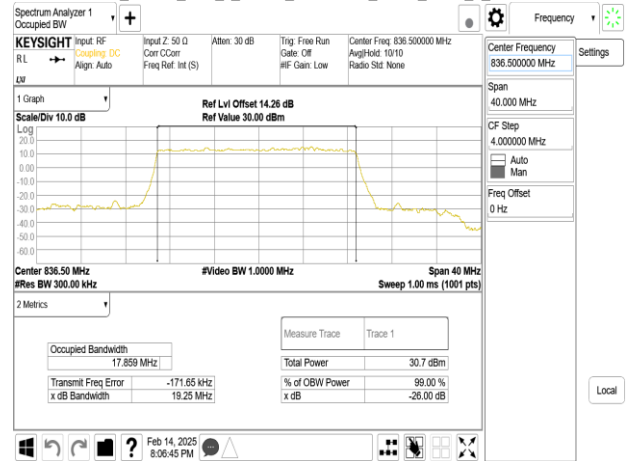 Spectrum Analyzer 1
Occupied BW
Frequency
KEYSIGHT
RL
Input: RF
Coupling: DC
Align: Auto
Input Z: 50 Ω
Corr CCorr
Freq Ref: Int (S)
Atten: 30 dB
Trig: Free Run
Gate: Off
#IF Gain: Low
Center Freq: 836.500000 MHz
Avg|Hold: 10/10
Radio Std: None
Center Frequency
836.500000 MHz
Settings
Span
40.000 MHz
CF Step
4.000000 MHz
Auto
Man
Freq Offset
0 Hz
Local
1 Graph
Scale/Div 10.0 dB
Ref Lvl Offset 14.26 dB
Ref Value 30.00 dBm
Log
20.0
10.0
0.00
-10.0
-20.0
-30.0
-40.0
-50.0
-60.0
Center 836.50 MHz
#Video BW 1.0000 MHz
Span 40 MHz
#Res BW 300.00 kHz
Sweep 1.00 ms (1001 pts)
2 Metrics
Measure Trace Trace 1
Occupied Bandwidth
17.859 MHz
Total Power 30.7 dBm
Transmit Freq Error -171.65 kHz
% of OBW Power 99.00 %
x dB Bandwidth 19.25 MHz
x dB -26.00 dB
?
Feb 14, 2025
8:06:45 PM